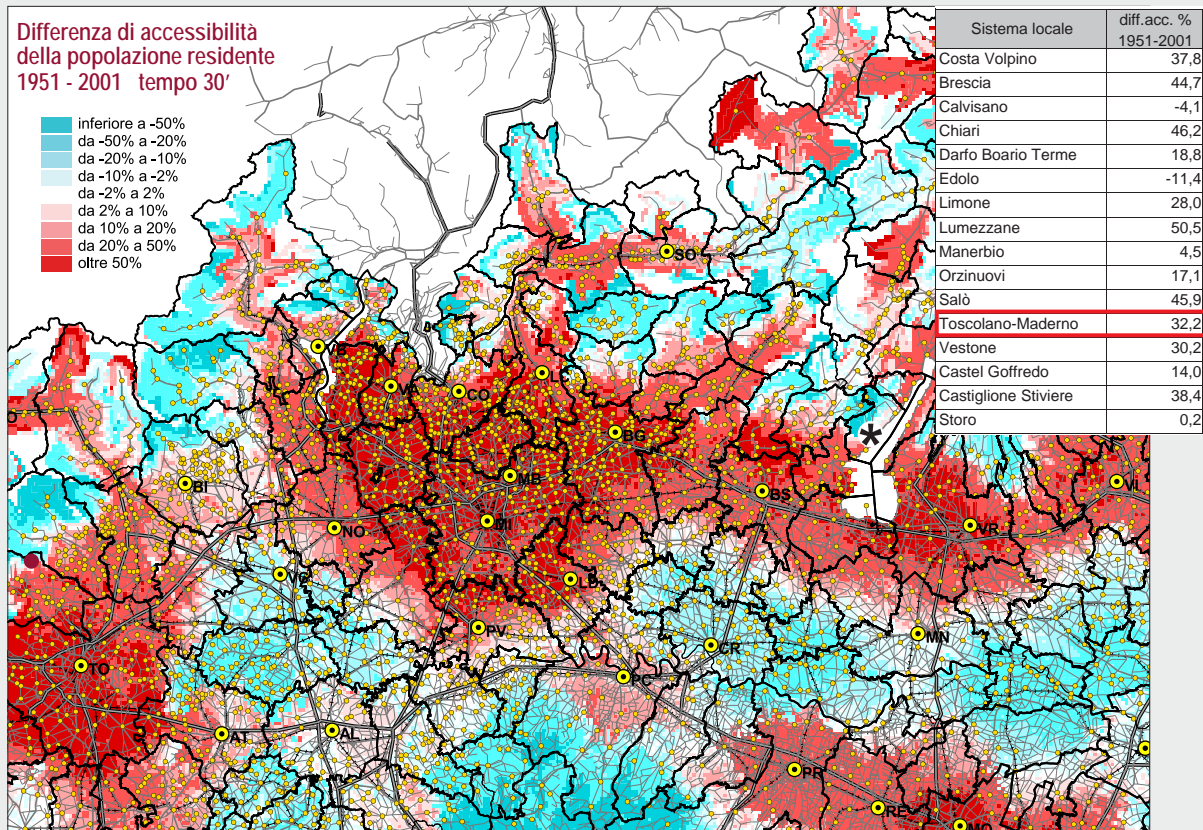 Differenza di accessibilità
della popolazione residente
1951 - 2001 tempo 30’
inferiore a -50%
da -50% a -20%
da -20% a -10%
da -10% a -2%
da -2% a 2%
da 2% a 10%
da 10% a 20%
da 20% a 50%
oltre 50%
Sistema locale diff.acc. % 1951-2001
Costa Volpino 37,8
Brescia 44,7
Calvisano -4,1
Chiari 46,2
Darfo Boario Terme 18,8
Edolo -11,4
Limone 28,0
Lumezzane 50,5
Manerbio 4,5
Orzinuovi 17,1
Salò 45,9
Toscolano-Maderno 32,2
Vestone 30,2
Castel Goffredo 14,0
Castiglione Stiviere 38,4
Storo 0,2
SO
VB
CO
BG
*
BI
MB
BS
VI
NO
MI
VR
VC
LO
PV
MN
CR
TO
PC
AT
AL
PR
RE
MO